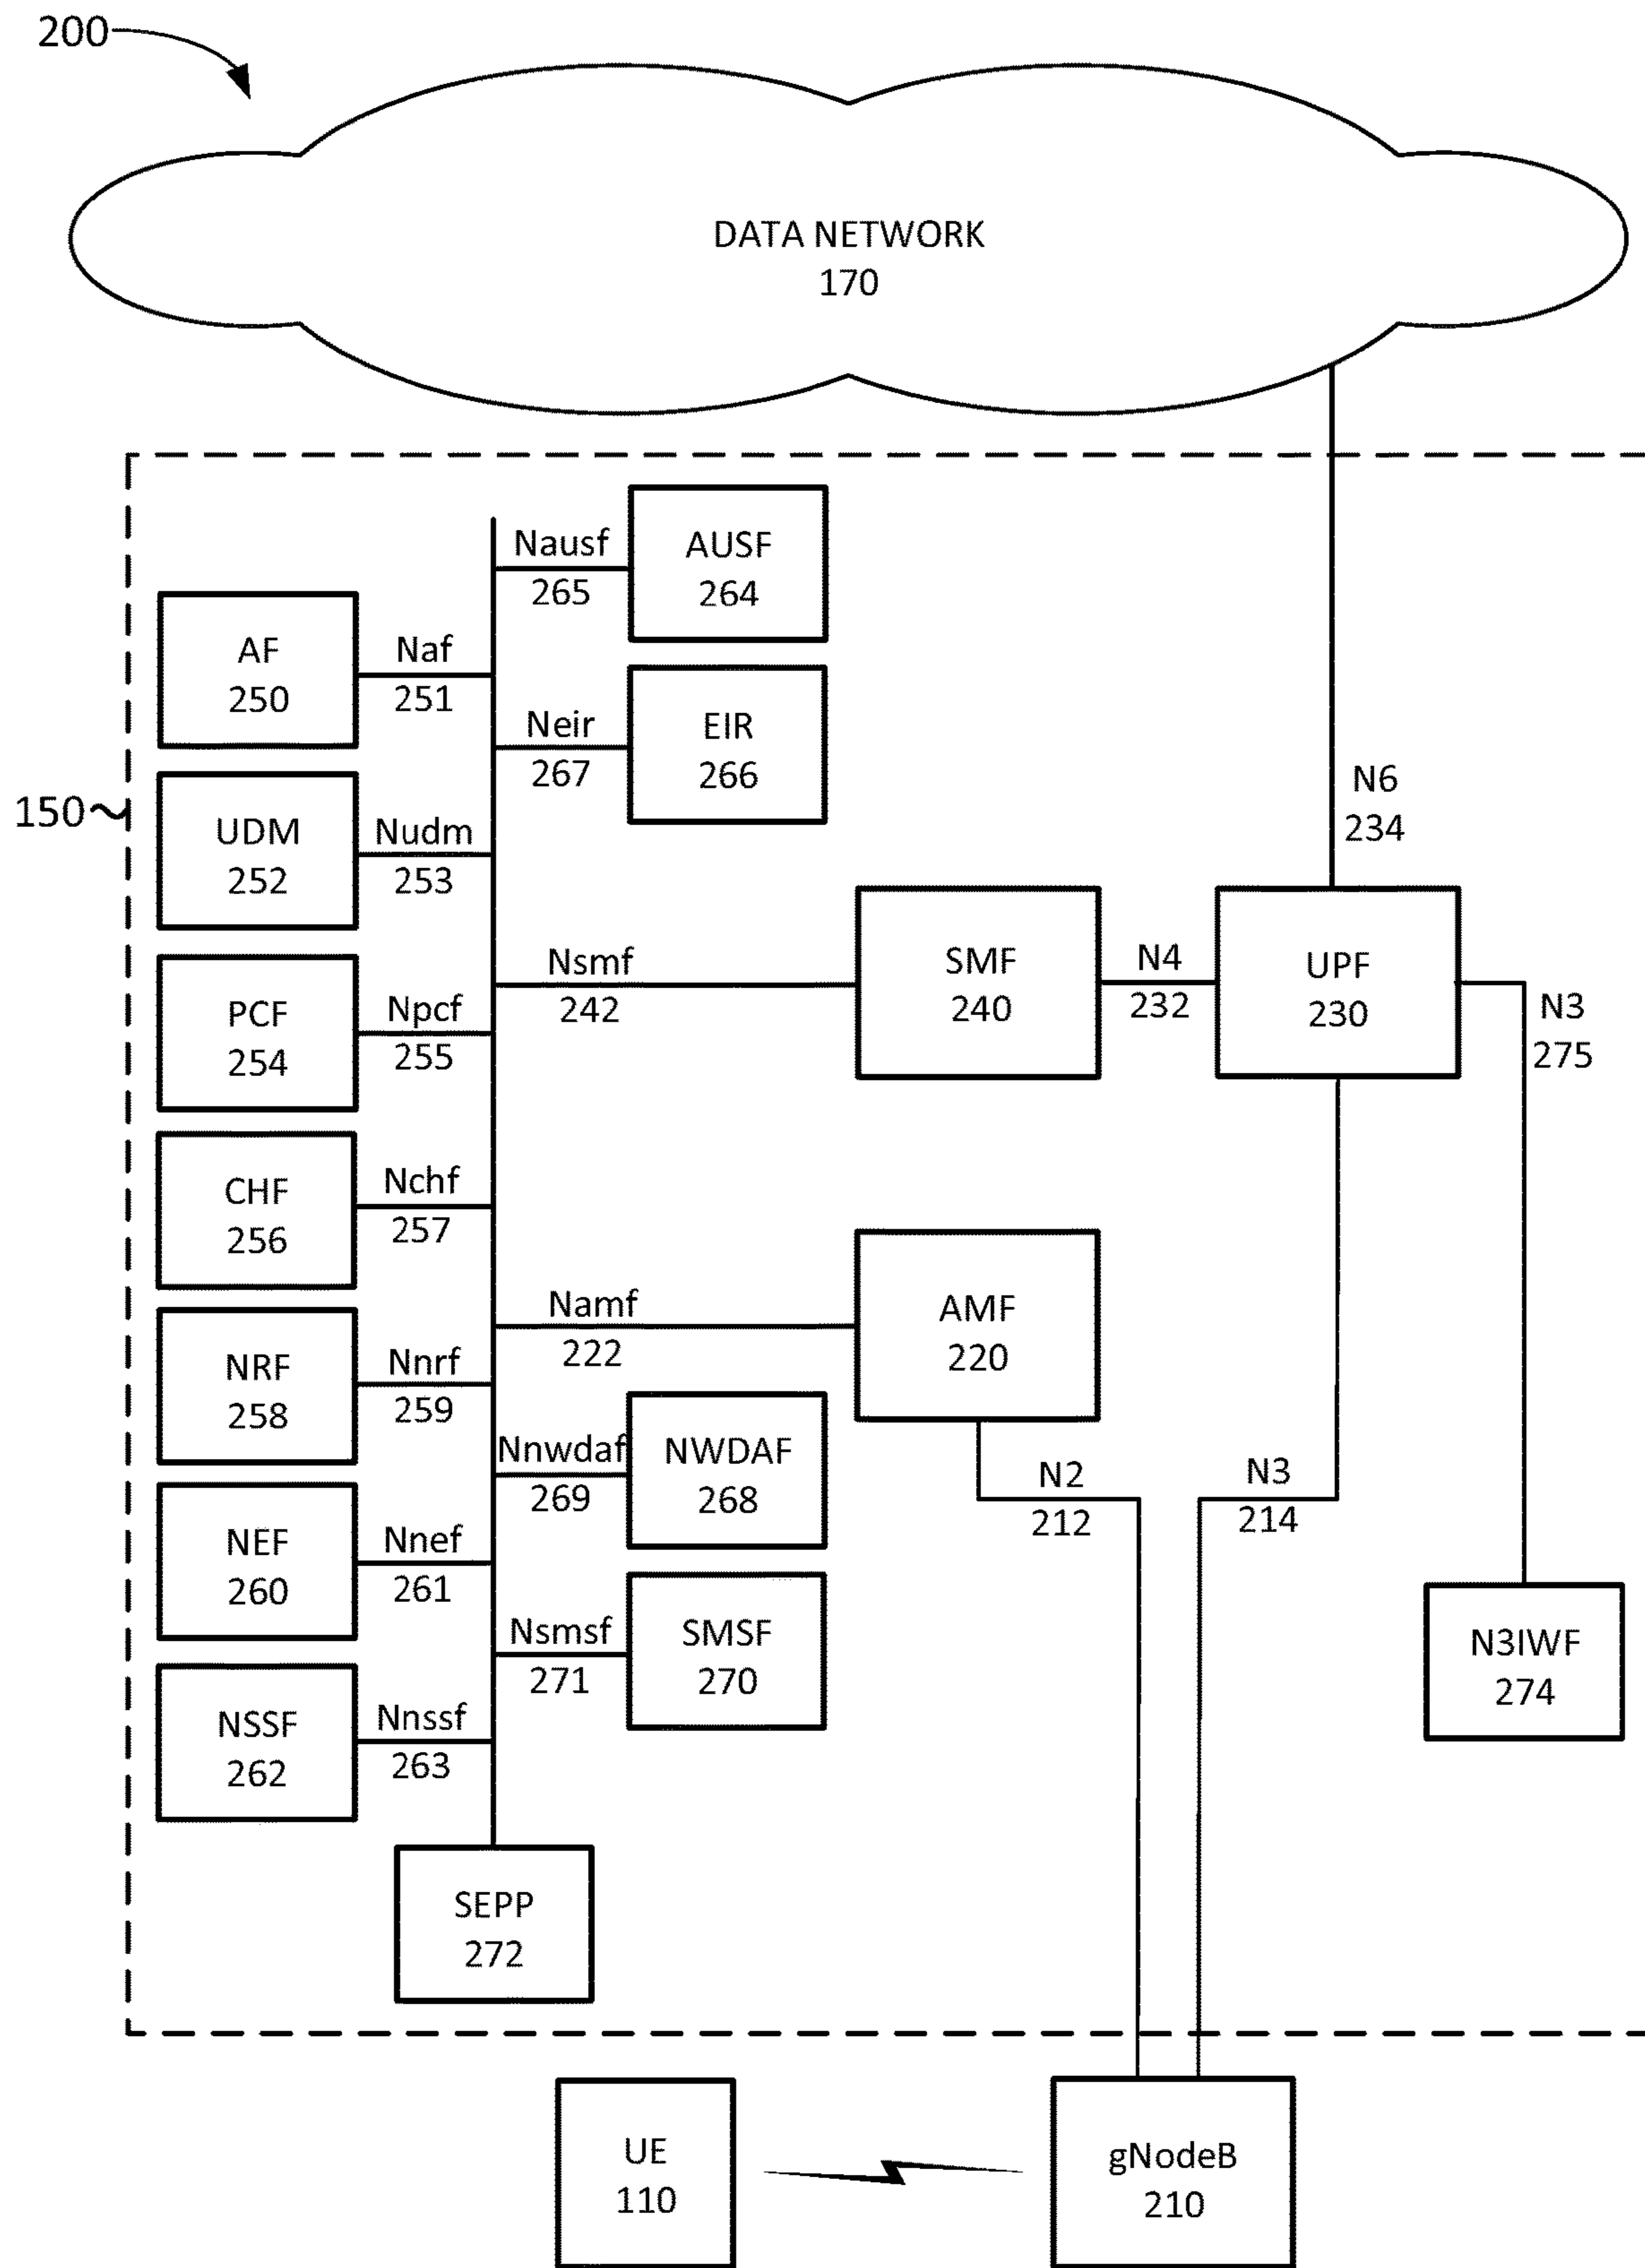 200
DATA NETWORK
170
Nausf
265
AUSF
264
AF
250
Naf
251
Neir
267
EIR
266
150
UDM
252
Nudm
253
N6
234
Nsmf
242
SMF
240
N4
232
UPF
230
N3
275
PCF
254
Npcf
255
CHF
256
Nchf
257
Namf
222
AMF
220
NRF
258
Nnrf
259
Nnwdaf
269
NWDAF
268
N2
212
N3
214
NEF
260
Nnef
261
Nsmsf
271
SMSF
270
N3IWF
274
NSSF
262
Nnssf
263
SEPP
272
UE
110
gNodeB
210